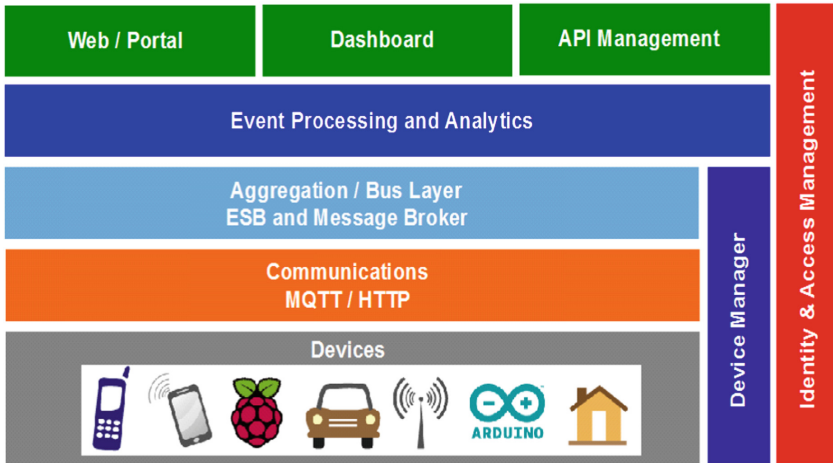 Web / Portal
Dashboard
API Management
Event Processing and Analytics
Aggregation / Bus Layer
ESB and Message Broker
Communications
MQTT / HTTP
Devices
ARDUINO
Device Manager
Identity & Access Management